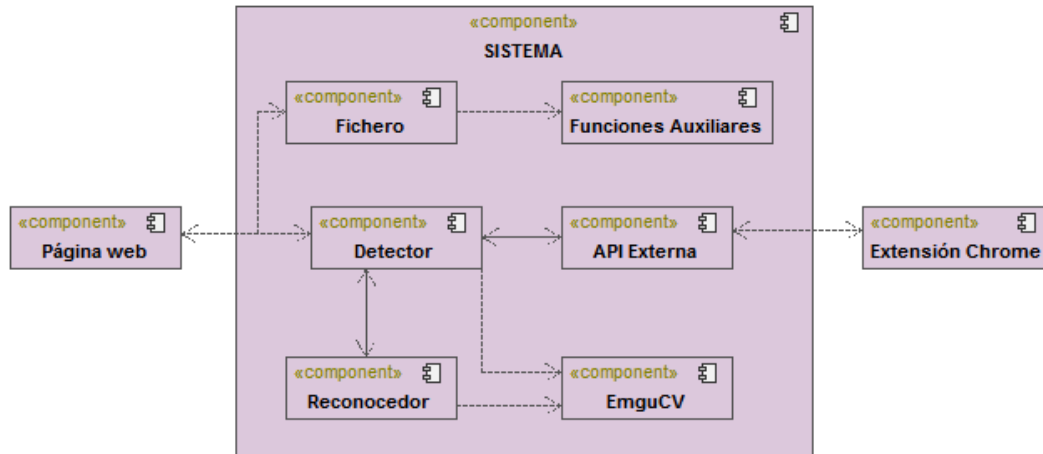 «component»
SISTEMA
«component»
Fichero
«component»
Funciones Auxiliares
«component»
Página web
«component»
Detector
«component»
API Externa
«component»
Extensión Chrome
«component»
Reconocedor
«component»
EmguCV